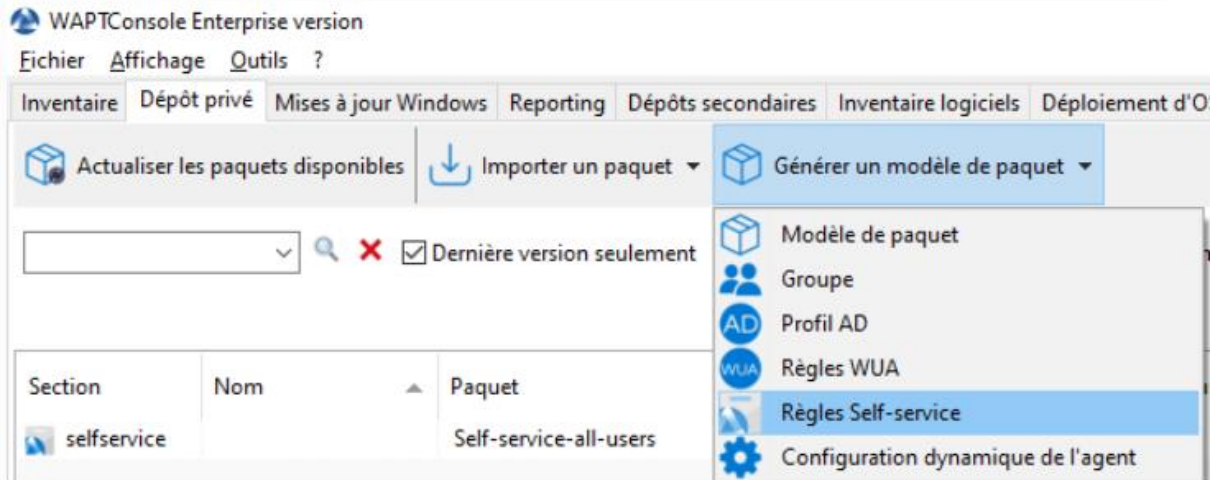 WAPTConsole Enterprise version
Fichier Affichage Outils ?
Inventaire Dépôt privé Mises à jour Windows Reporting Dépôts secondaires Inventaire logiciels Déploiement d'O
Actualiser les paquets disponibles Importer un paquet Générer un modèle de paquet
Dernière version seulement
Modèle de paquet
Groupe
AD Profil AD
WUA Règles WUA
Règles Self-service
Configuration dynamique de l'agent
Section Nom Paquet
selfservice Self-service-all-users